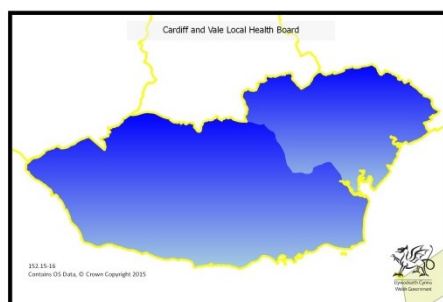 Cardiff and Vale Local Health Board
152.15-16
Contains OS Data, © Crown Copyright 2015
Llywodraeth Cymru
Welsh Government